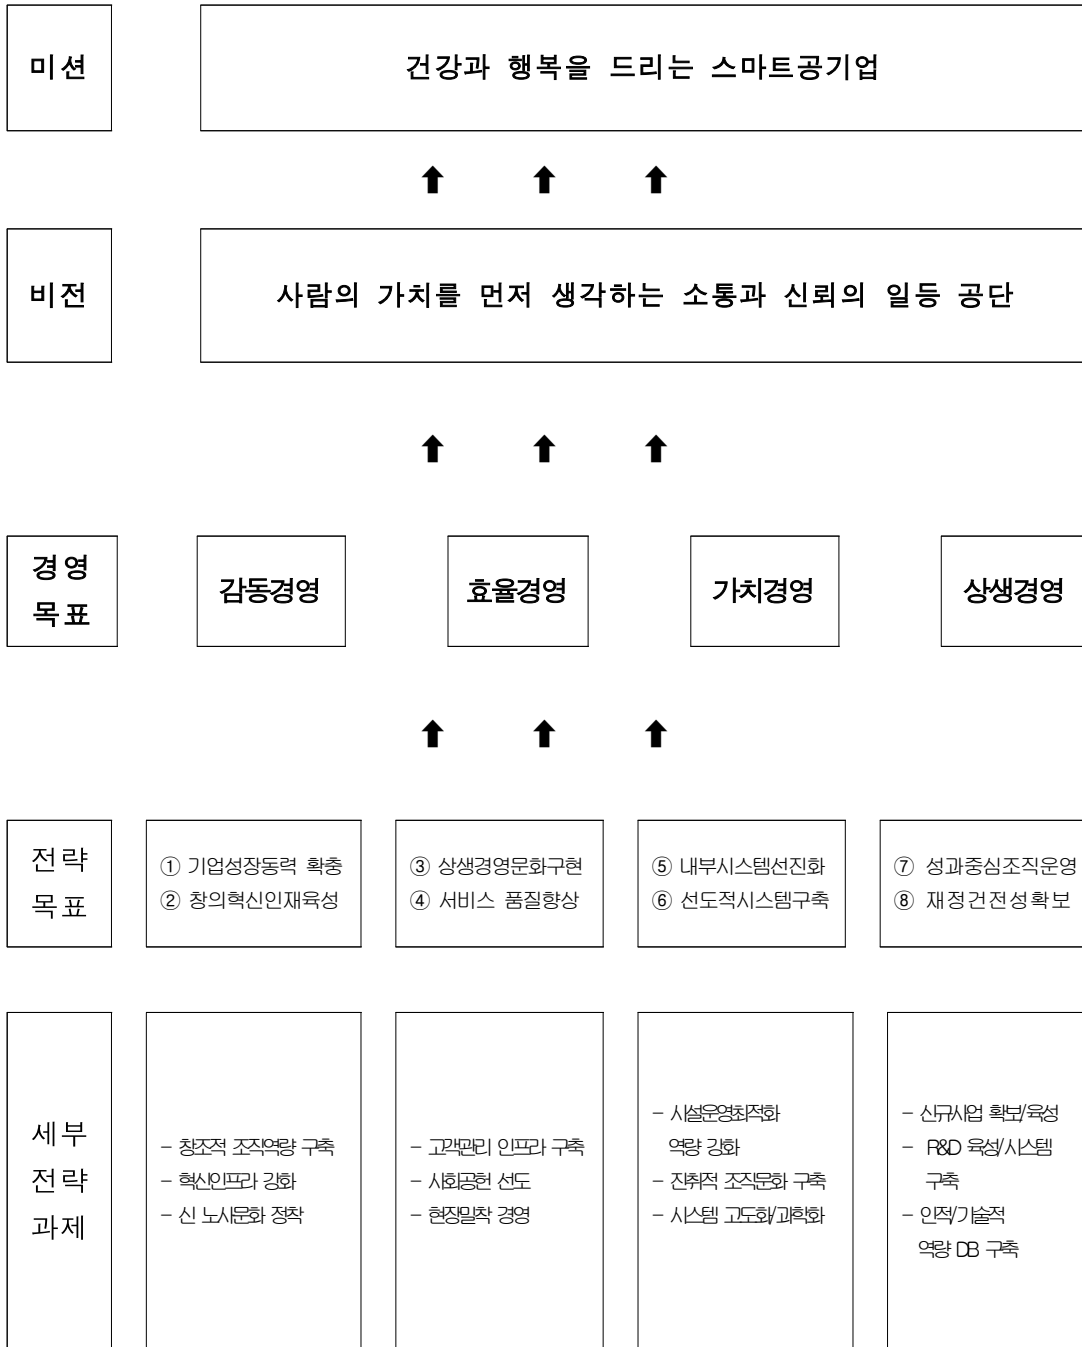 미션
건강과 행복을 드리는 스마트공기업
비전
사람의 가치를 먼저 생각하는 소통과 신뢰의 일등 공단
경영
목표
감동경영
효율경영
가치경영
상생경영
전략
목표
① 기업성장동력 확충
② 창의혁신인재육성
③ 상생경영문화구현
④ 서비스 품질향상
⑤ 내부시스템선진화
⑥ 선도적시스템구축
⑦ 성과중심조직운영
⑧ 재정건전성확보
세부
전략
과제
- 창조적 조직역량 구축
- 혁신인프라 강화
- 신 노사문화 정착
- 고객관리 인프라 구축
- 사회공헌 선도
- 현장밀착 경영
- 시설운영최적화
역량 강화
- 진취적 조직문화 구축
- 시스템 고도화/과학화
- 신규사업 확보/육성
- R&D 육성/시스템
구축
- 인적/기술적
역량 DB 구축